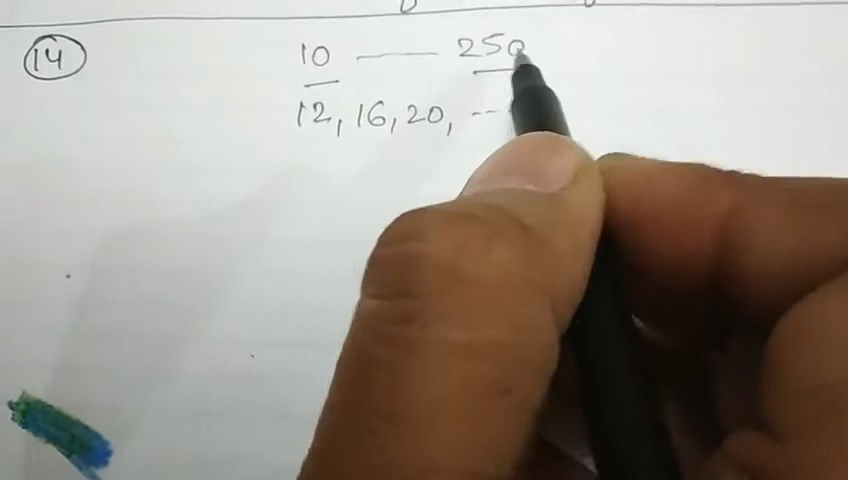 14 10 —— 250
12, 16, 20, ---